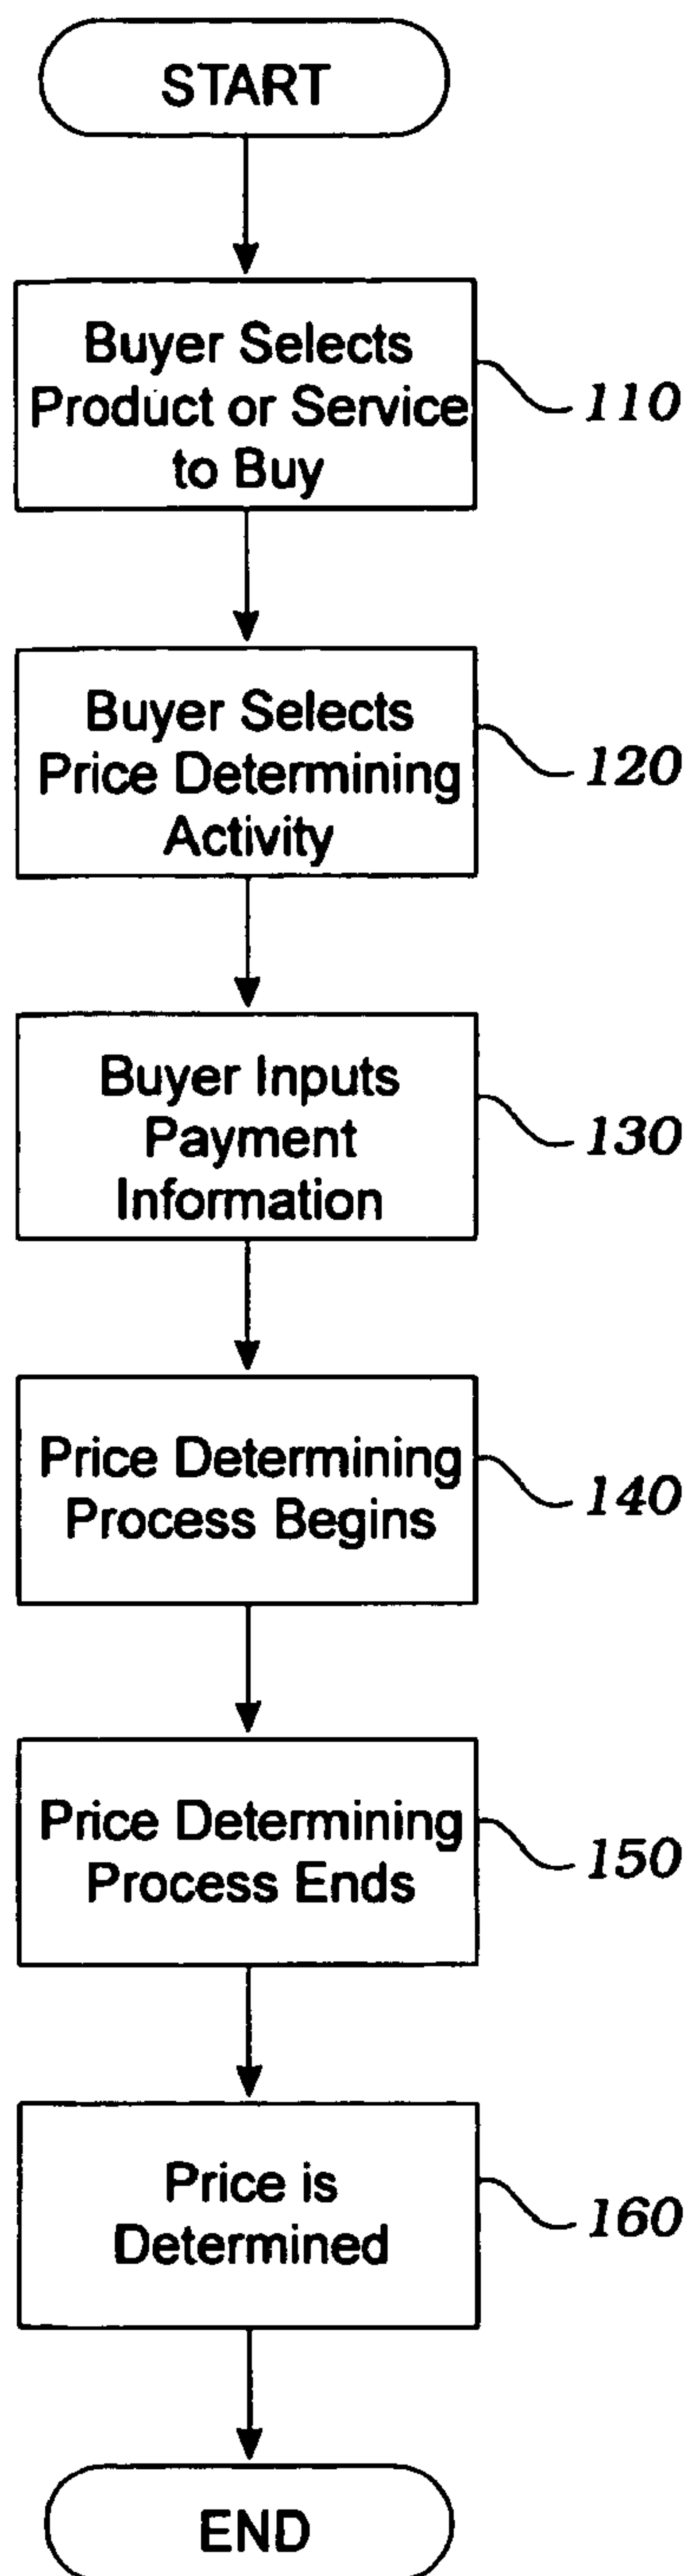 START
Buyer Selects
Product or Service
to Buy
110
Buyer Selects
Price Determining
Activity
120
Buyer Inputs
Payment
Information
130
Price Determining
Process Begins
140
Price Determining
Process Ends
150
Price is
Determined
160
END